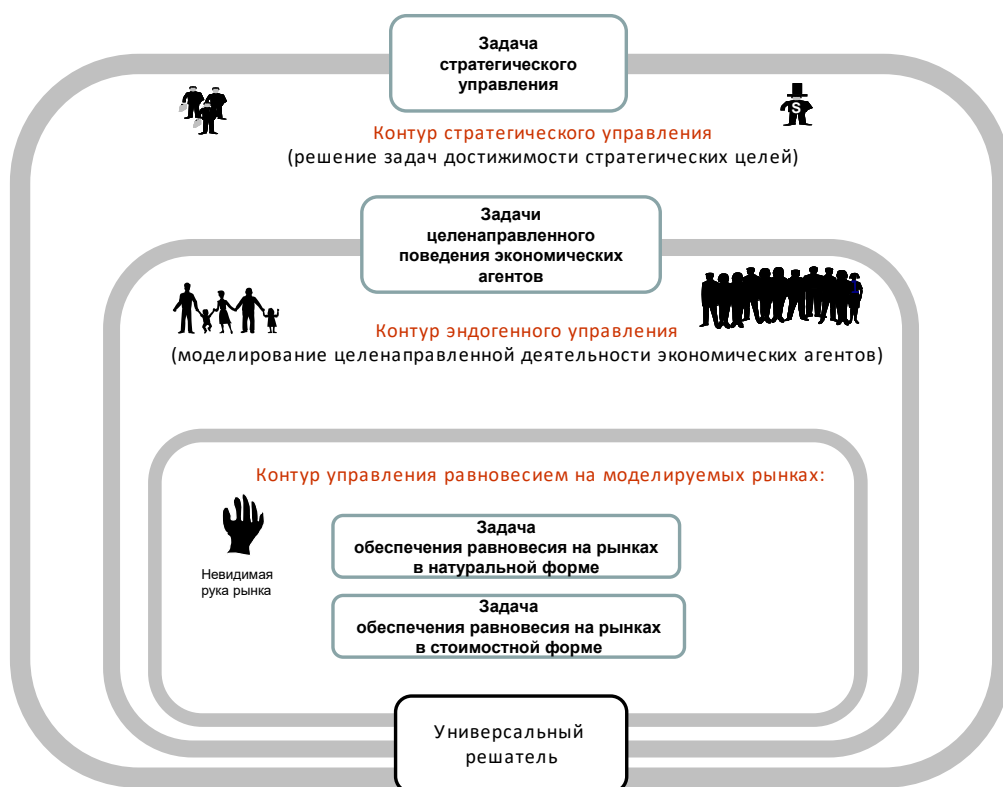 Задача
стратегического
управления
S
Контур стратегического управления
(решение задач достижимости стратегических целей)
Задачи
целенаправленного
поведения экономических
агентов
Контур эндогенного управления
(моделирование целенаправленной деятельности экономических агентов)
Контур управления равновесием на моделируемых рынках:
Невидимая
рука рынка
Задача
обеспечения равновесия на рынках
в натуральной форме
Задача
обеспечения равновесия на рынках
в стоимостной форме
Универсальный
решатель